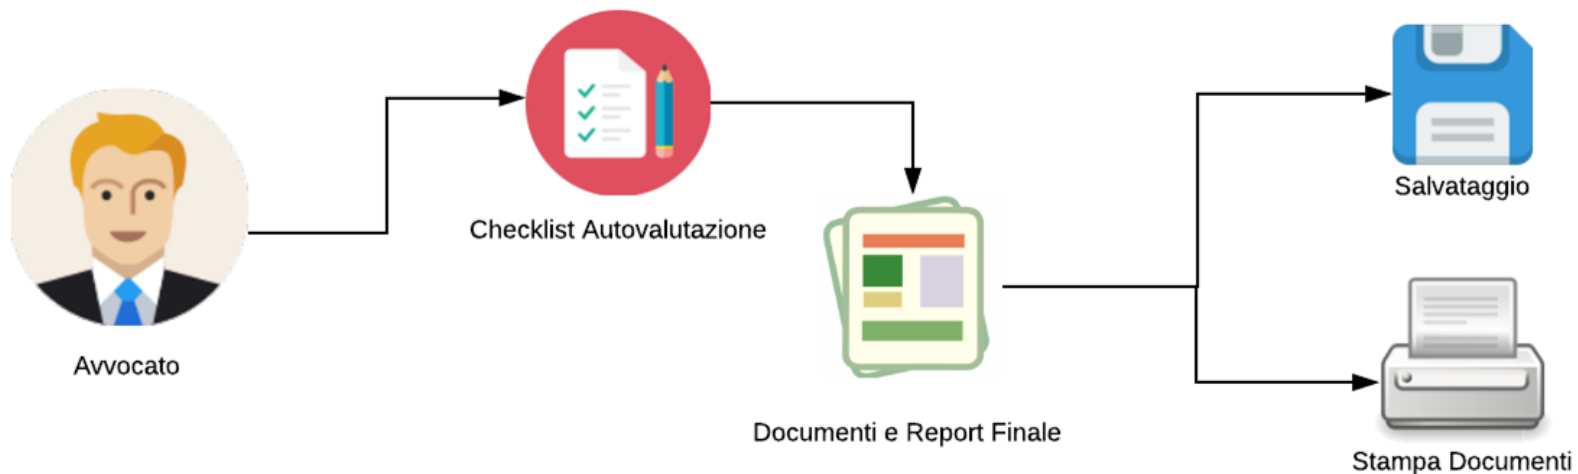 Avvocato
Checklist Autovalutazione
Documenti e Report Finale
Salvataggio
Stampa Documenti